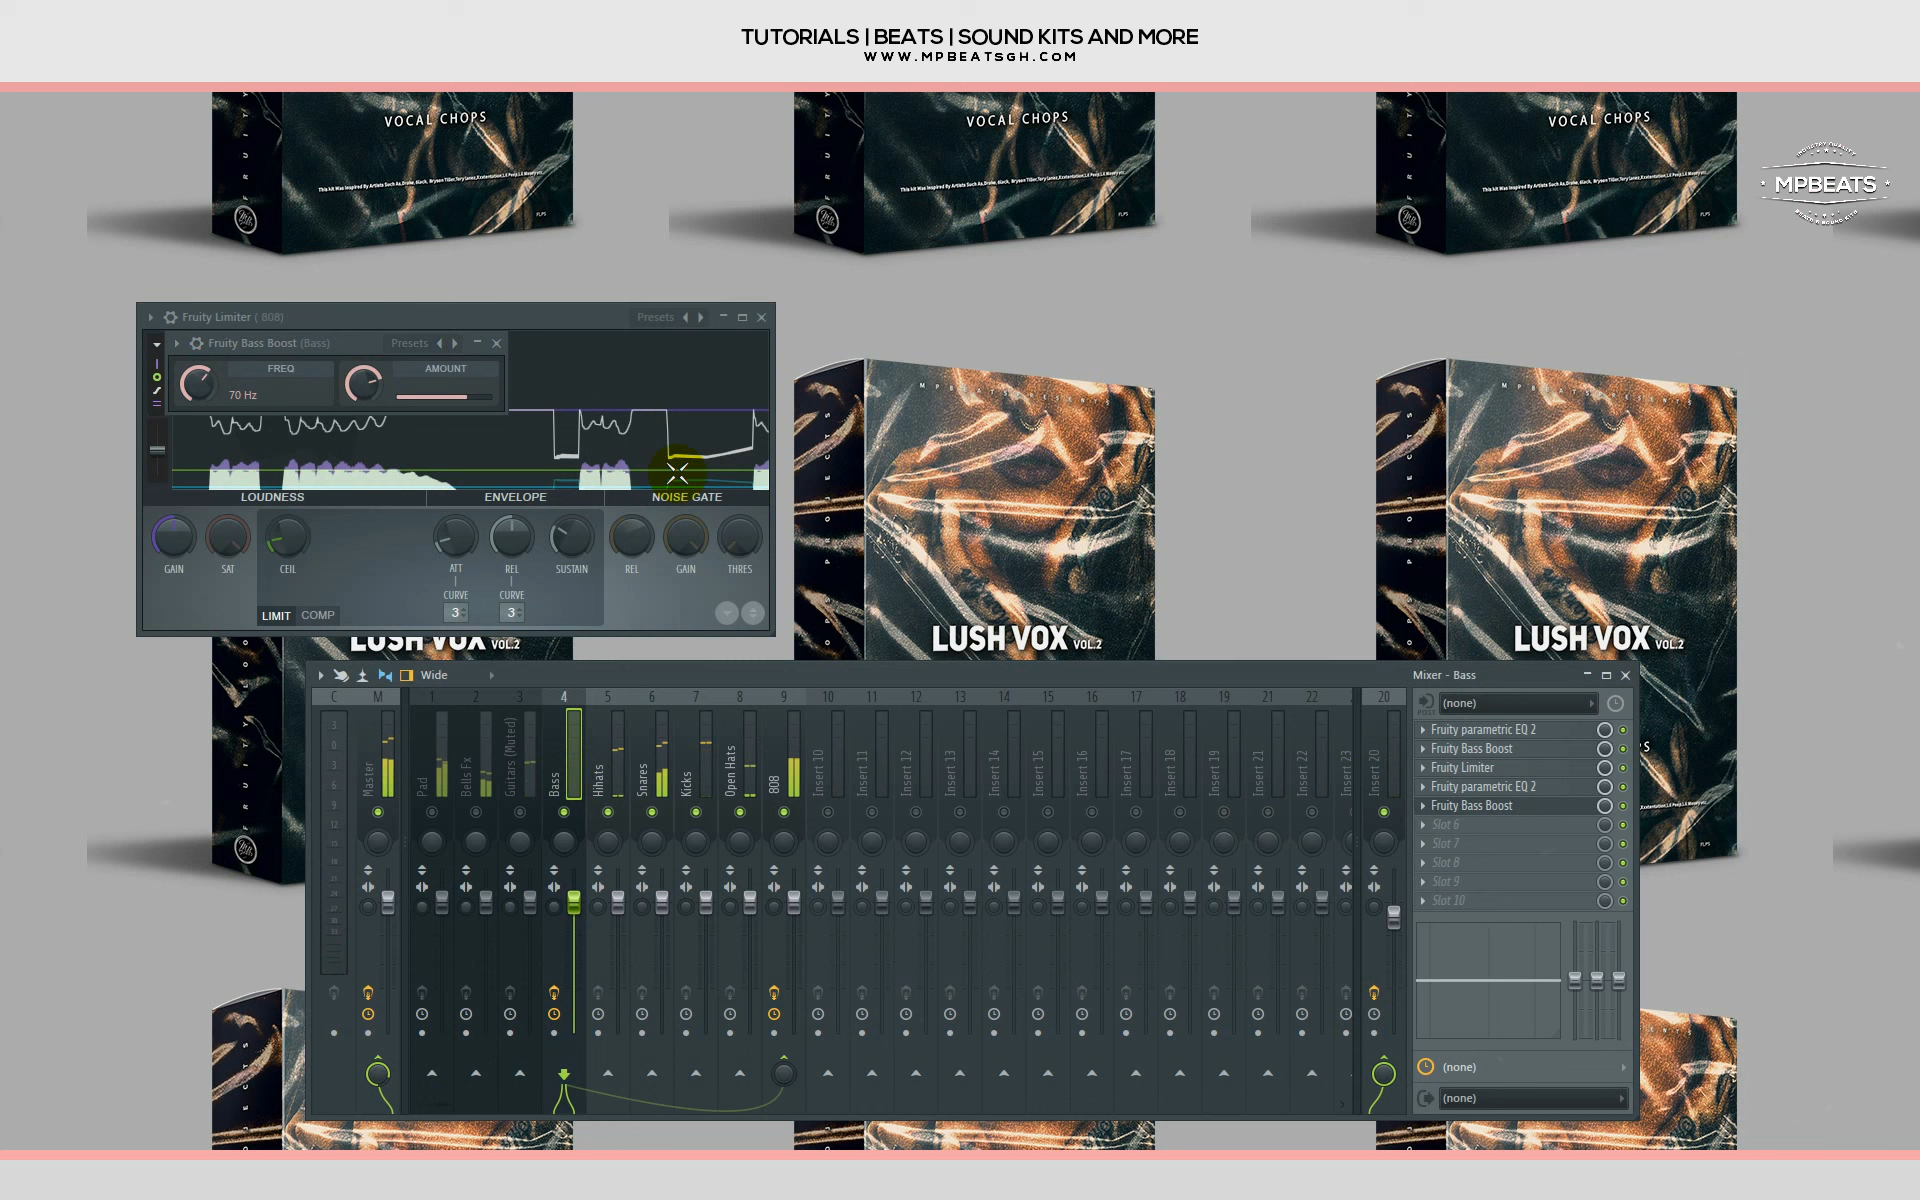 TUTORIALS | BEATS | SOUND KITS AND MORE
WWW.MPBEATSGH.COM
VOCAL CHOPS
VOCAL CHOPS
VOCAL CHOPS
INDUSTRY QUALITY
MPBEATS
FLPS
FLPS
FLPS
Fruity Limiter ( 808)
Presets
Fruity Bass Boost (Bass)
Presets
FREQ
AMOUNT
70 Hz
LOUDNESS
ENVELOPE
NOISE GATE
GAIN
SAT
CEIL
ATT
REL
SUSTAIN
REL
GAIN
THRES
CURVE
CURVE
3
3
LIMIT
COMP
LUSH VOX VOL.2
LUSH VOX VOL.2
LUSH VOX VOL.2
Wide
Mixer - Bass
C M 1 2 3 4 5 6 7 8 9 10 11 12 13 14 15 16 17 18 19 21 22 20
Master
Pad
Bells Fx
Guitars (Muted)
Bass
Hihats
Snares
Kicks
Open Hats
808
Insert 10
Insert 11
Insert 12
Insert 13
Insert 14
Insert 15
Insert 16
Insert 17
Insert 18
Insert 19
Insert 21
Insert 22
Insert 23
Insert 20
POST
(none)
Fruity parametric EQ 2
Fruity Bass Boost
Fruity Limiter
Fruity parametric EQ 2
Fruity Bass Boost
Slot 6
Slot 7
Slot 8
Slot 9
Slot 10
(none)
(none)